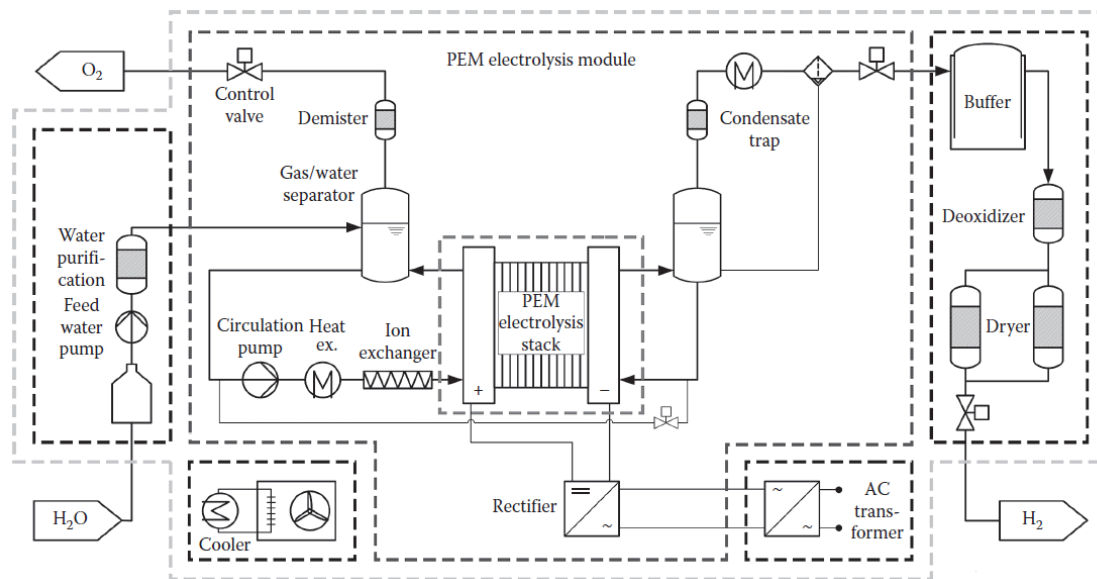 PEM electrolysis module
O₂
Control
valve
Demister
Condensate
trap
Buffer
Gas/water
separator
Deoxidizer
Water
purifi-
cation
Feed
water
pump
PEM
electrolysis
stack
Circulation
pump
Heat
ex.
Ion
exchanger
Dryer
+
−
H₂O
Cooler
Rectifier
=
~
~
~
AC
trans-
former
H₂